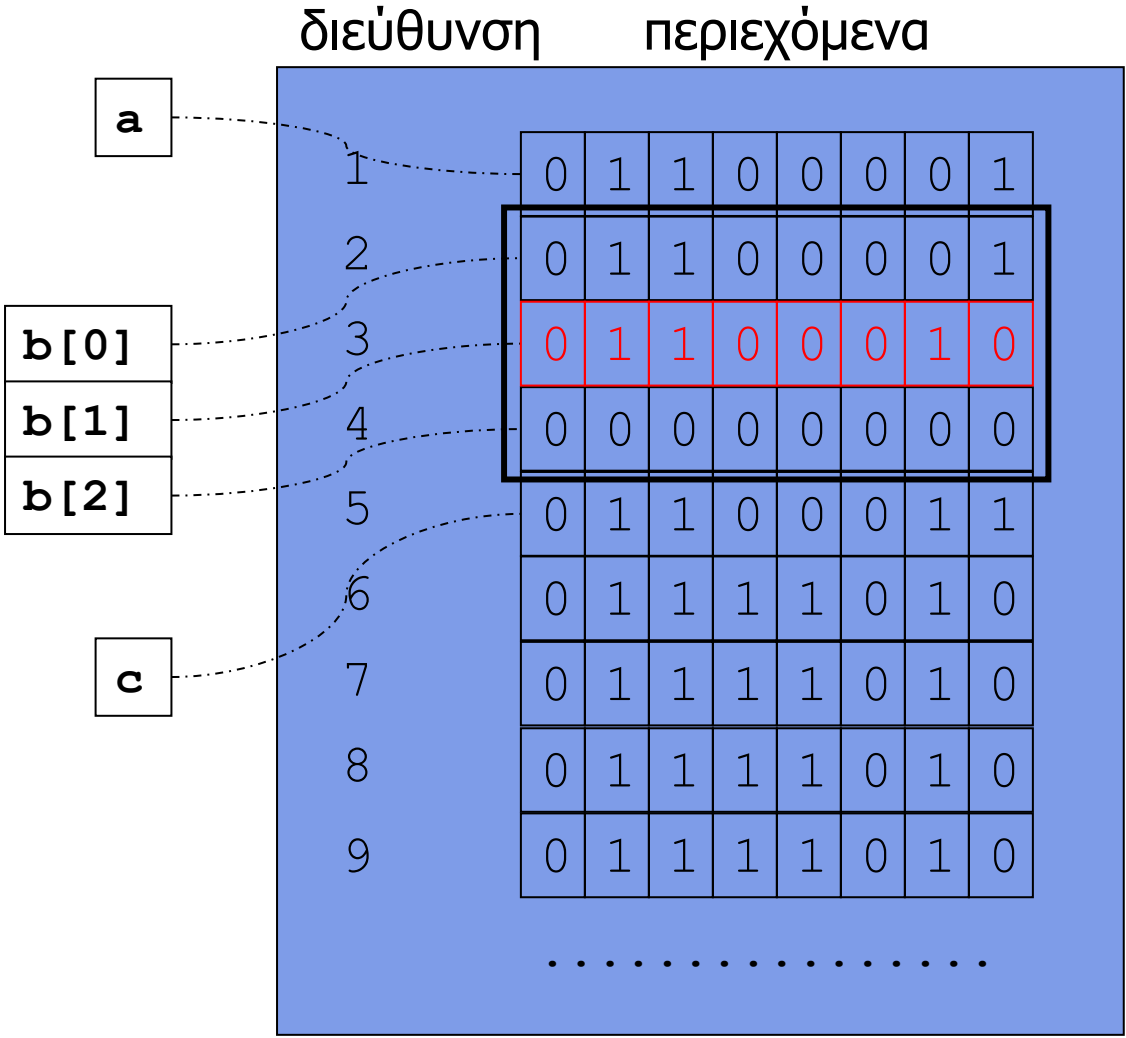 διεύθυνση περιεχόμενα
a
1 0 1 1 0 0 0 0 1
2 0 1 1 0 0 0 0 1
b[0]
3 0 1 1 0 0 0 1 0
b[1]
4 0 0 0 0 0 0 0 0
b[2]
5 0 1 1 0 0 0 1 1
6 0 1 1 1 1 0 1 0
c
7 0 1 1 1 1 0 1 0
8 0 1 1 1 1 0 1 0
9 0 1 1 1 1 0 1 0
................